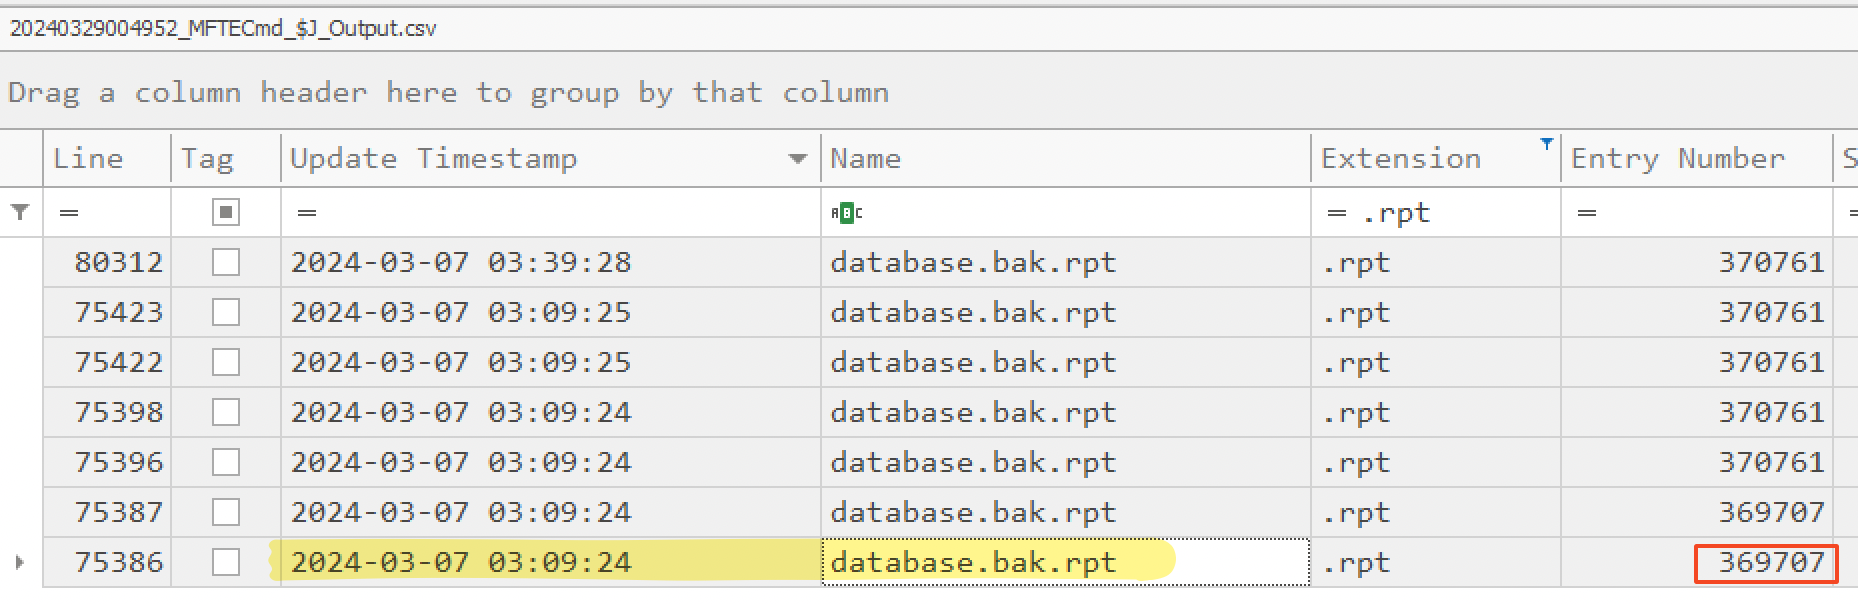 20240329004952_MFTECmd_$J_Output.csv
Drag a column header here to group by that column
Line Tag Update Timestamp Name Extension Entry Number S
= = ABC = .rpt = =
80312 2024-03-07 03:39:28 database.bak.rpt .rpt 370761
75423 2024-03-07 03:09:25 database.bak.rpt .rpt 370761
75422 2024-03-07 03:09:25 database.bak.rpt .rpt 370761
75398 2024-03-07 03:09:24 database.bak.rpt .rpt 370761
75396 2024-03-07 03:09:24 database.bak.rpt .rpt 370761
75387 2024-03-07 03:09:24 database.bak.rpt .rpt 369707
75386 2024-03-07 03:09:24 database.bak.rpt .rpt 369707